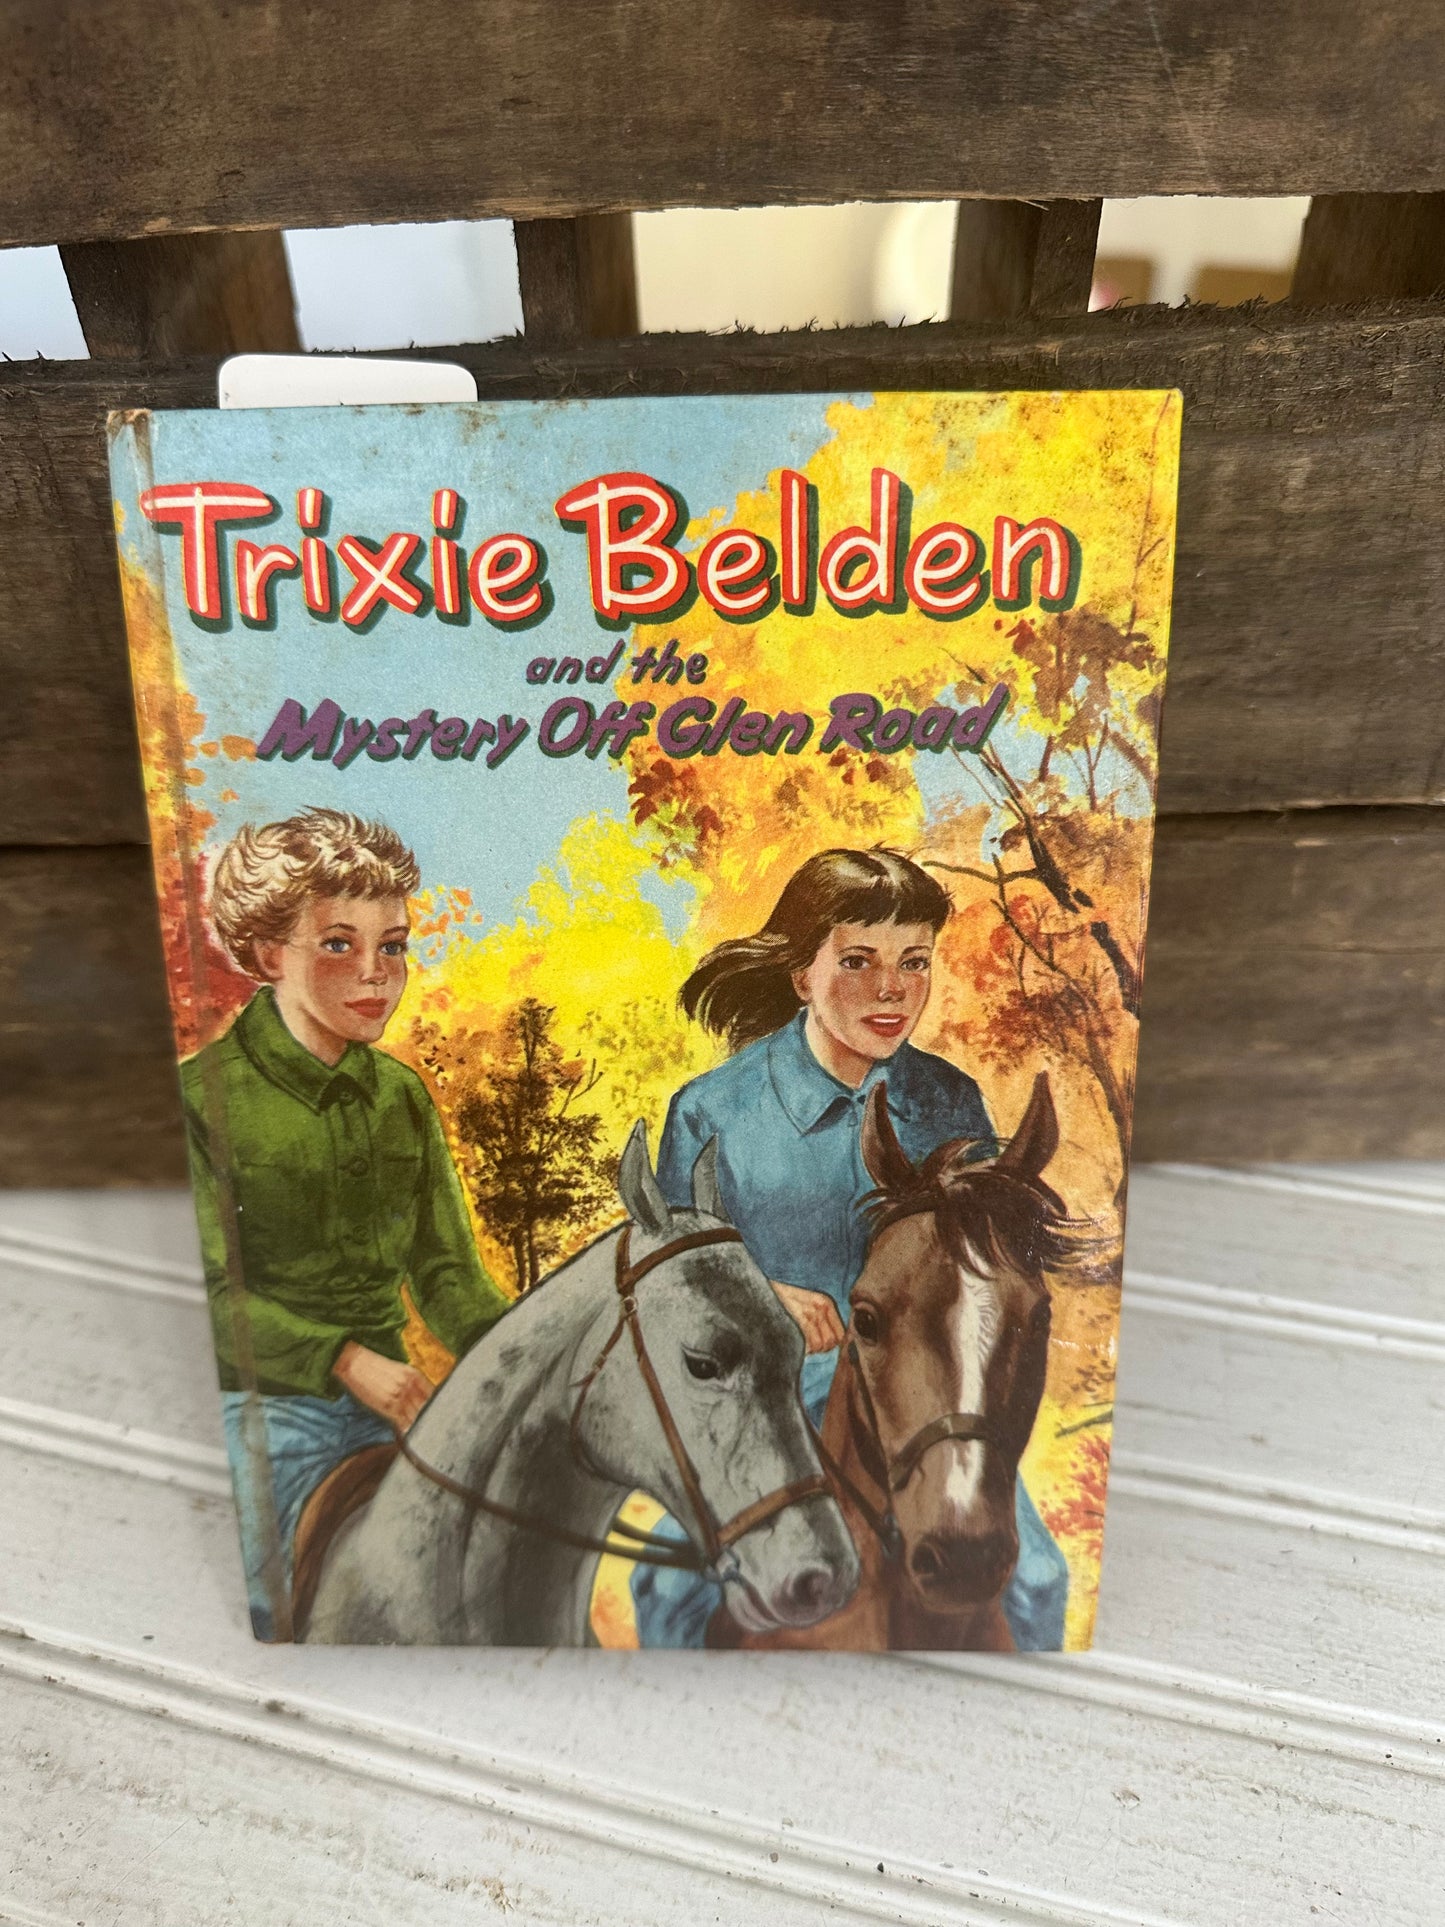 Trixie Belden
and the
Mystery Off Glen Road